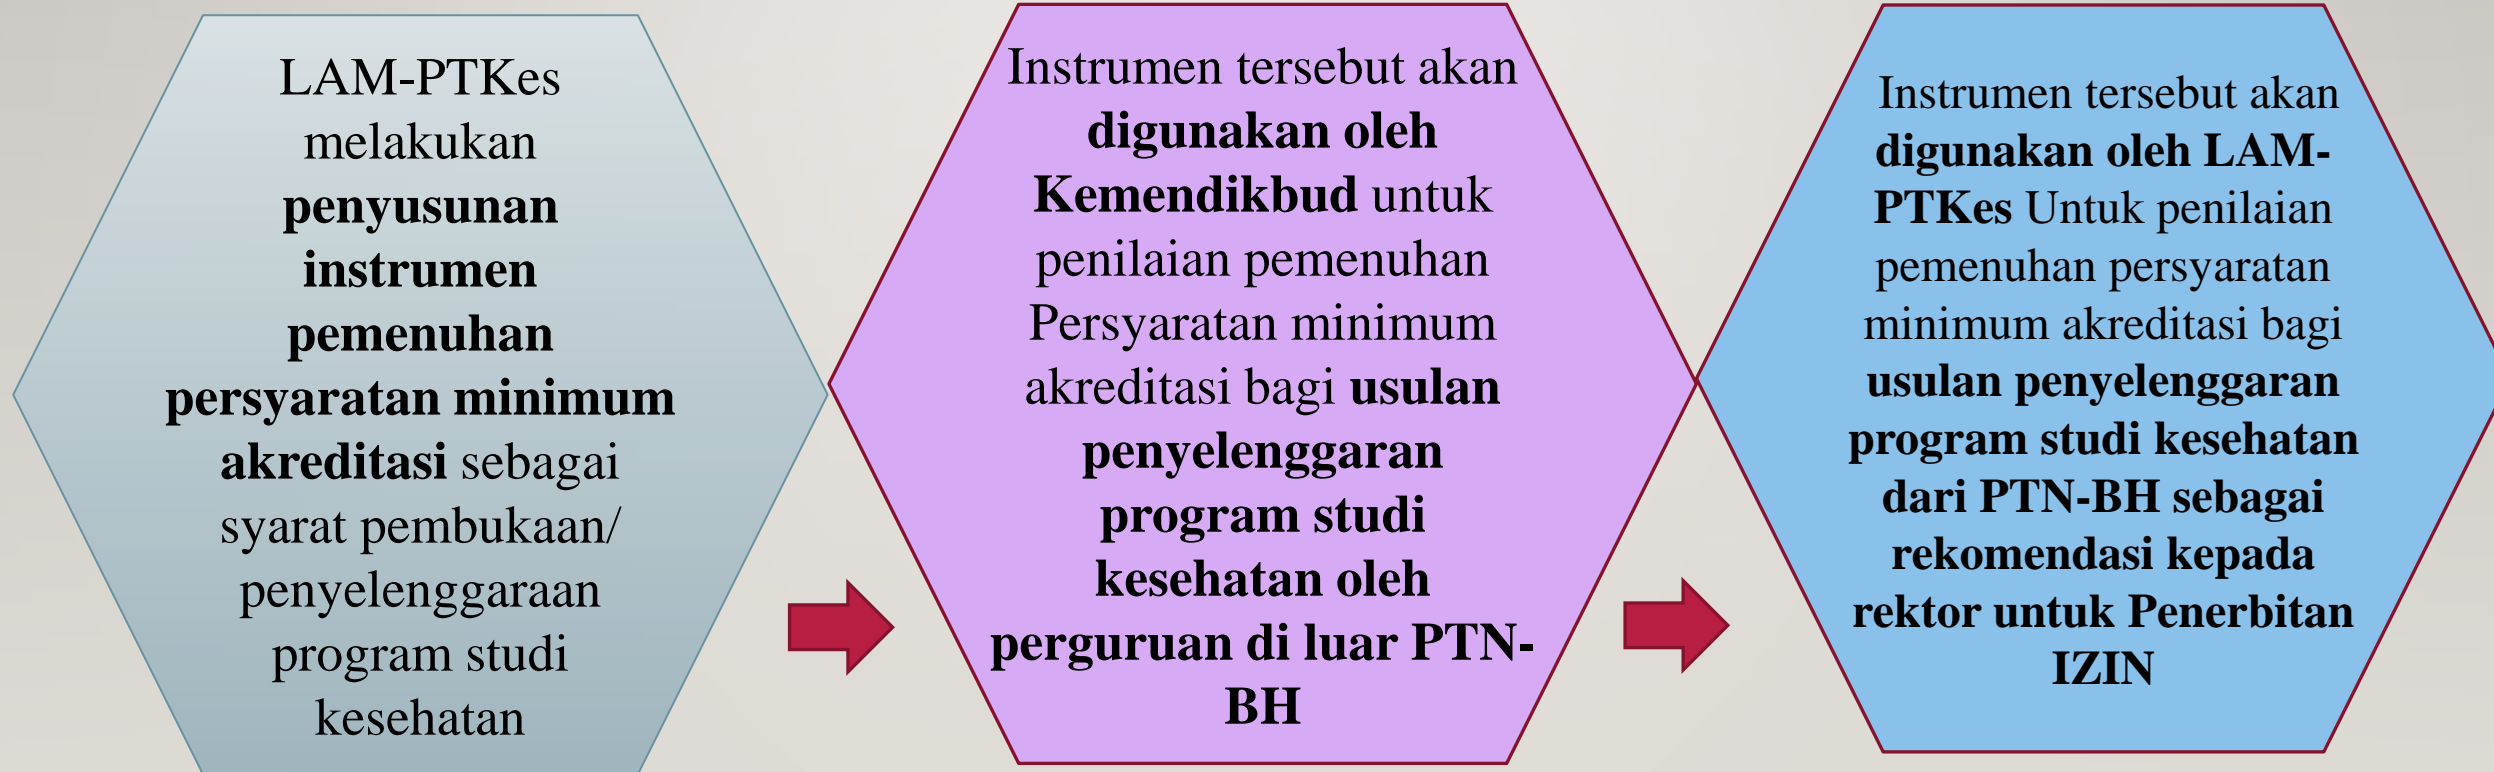 LAM-PTKes
melakukan
penyusunan
instrumen
pemenuhan
persyaratan minimum
akreditasi sebagai
syarat pembukaan/
penyelenggaraan
program studi
kesehatan
Instrumen tersebut akan
digunakan oleh
Kemendikbud untuk
penilaian pemenuhan
Persyaratan minimum
akreditasi bagi usulan
penyelenggaran
program studi
kesehatan oleh
perguruan di luar PTN-
BH
Instrumen tersebut akan
digunakan oleh LAM-
PTKes Untuk penilaian
pemenuhan persyaratan
minimum akreditasi bagi
usulan penyelenggaran
program studi kesehatan
dari PTN-BH sebagai
rekomendasi kepada
rektor untuk Penerbitan
IZIN